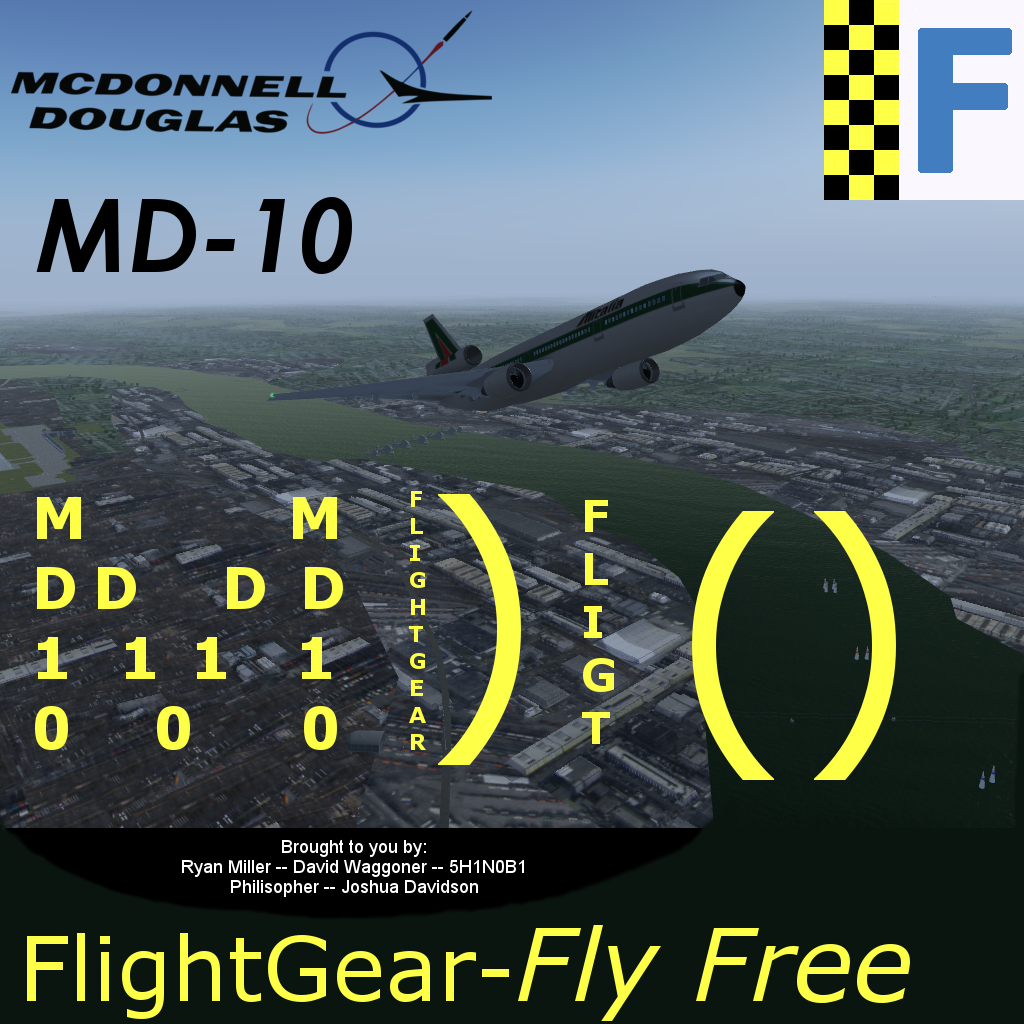 MCDONNELL
DOUGLAS
F
MD-10
M M
D D D D
1 1 1 1
0 0 0
FLIGHTGEAR
)
FLIGT
( )
Brought to you by:
Ryan Miller -- David Waggoner -- 5H1N0B1
Philisopher -- Joshua Davidson
FlightGear-Fly Free